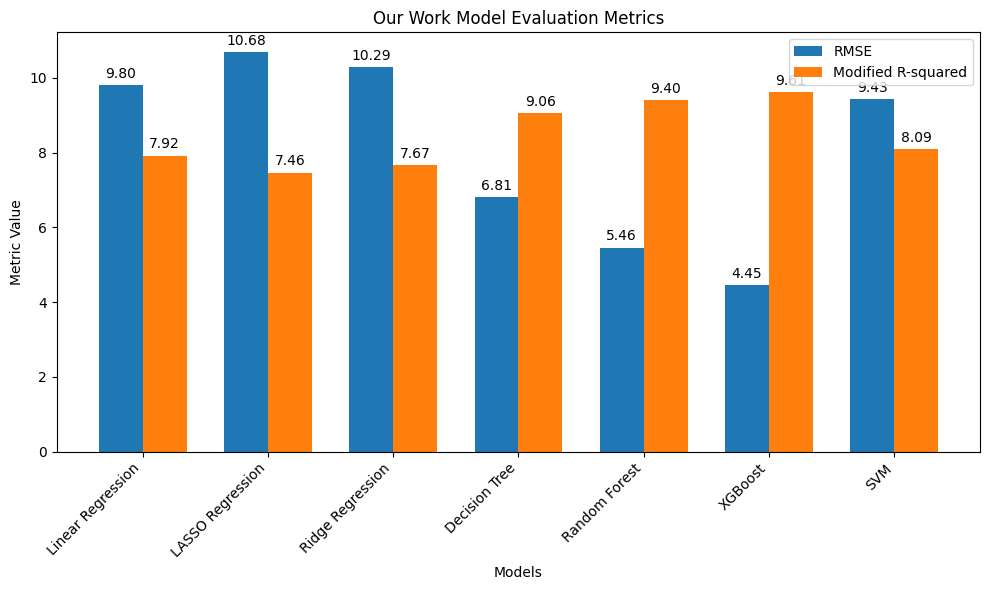 Our Work Model Evaluation Metrics
RMSE
Modified R-squared
Metric Value
10
8
6
4
2
0
9.80
7.92
10.68
7.46
10.29
7.67
6.81
9.06
5.46
9.40
4.45
9.61
9.43
8.09
Linear Regression
LASSO Regression
Ridge Regression
Decision Tree
Random Forest
XGBoost
SVM
Models